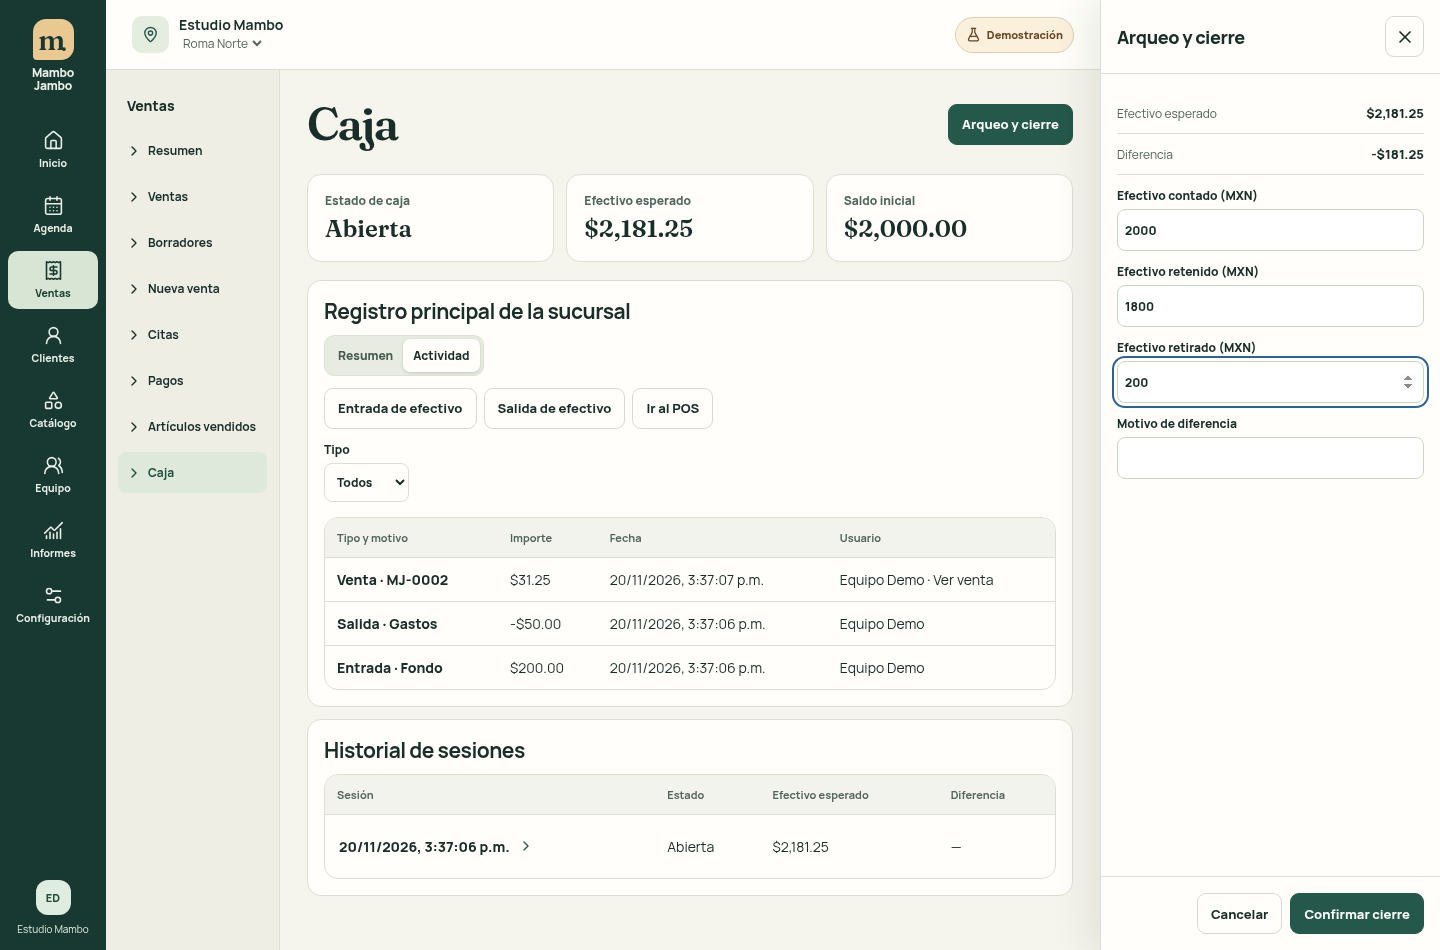 m
Mambo
Jambo
Inicio
Agenda
Ventas
Clientes
Catálogo
Equipo
Informes
Configuración
ED
Estudio Mambo
Estudio Mambo
Roma Norte
Demostración
Ventas
Resumen
Ventas
Borradores
Nueva venta
Citas
Pagos
Artículos vendidos
Caja
Caja
Arqueo y cierre
Estado de caja
Abierta
Efectivo esperado
$2,181.25
Saldo inicial
$2,000.00
Registro principal de la sucursal
Resumen Actividad
Entrada de efectivo Salida de efectivo Ir al POS
Tipo
Todos
Tipo y motivo Importe Fecha Usuario
Venta · MJ-0002 $31.25 20/11/2026, 3:37:07 p.m. Equipo Demo · Ver venta
Salida · Gastos -$50.00 20/11/2026, 3:37:06 p.m. Equipo Demo
Entrada · Fondo $200.00 20/11/2026, 3:37:06 p.m. Equipo Demo
Historial de sesiones
Sesión Estado Efectivo esperado Diferencia
20/11/2026, 3:37:06 p.m. Abierta $2,181.25 —
Arqueo y cierre
Efectivo esperado $2,181.25
Diferencia -$181.25
Efectivo contado (MXN)
2000
Efectivo retenido (MXN)
1800
Efectivo retirado (MXN)
200
Motivo de diferencia
Cancelar Confirmar cierre